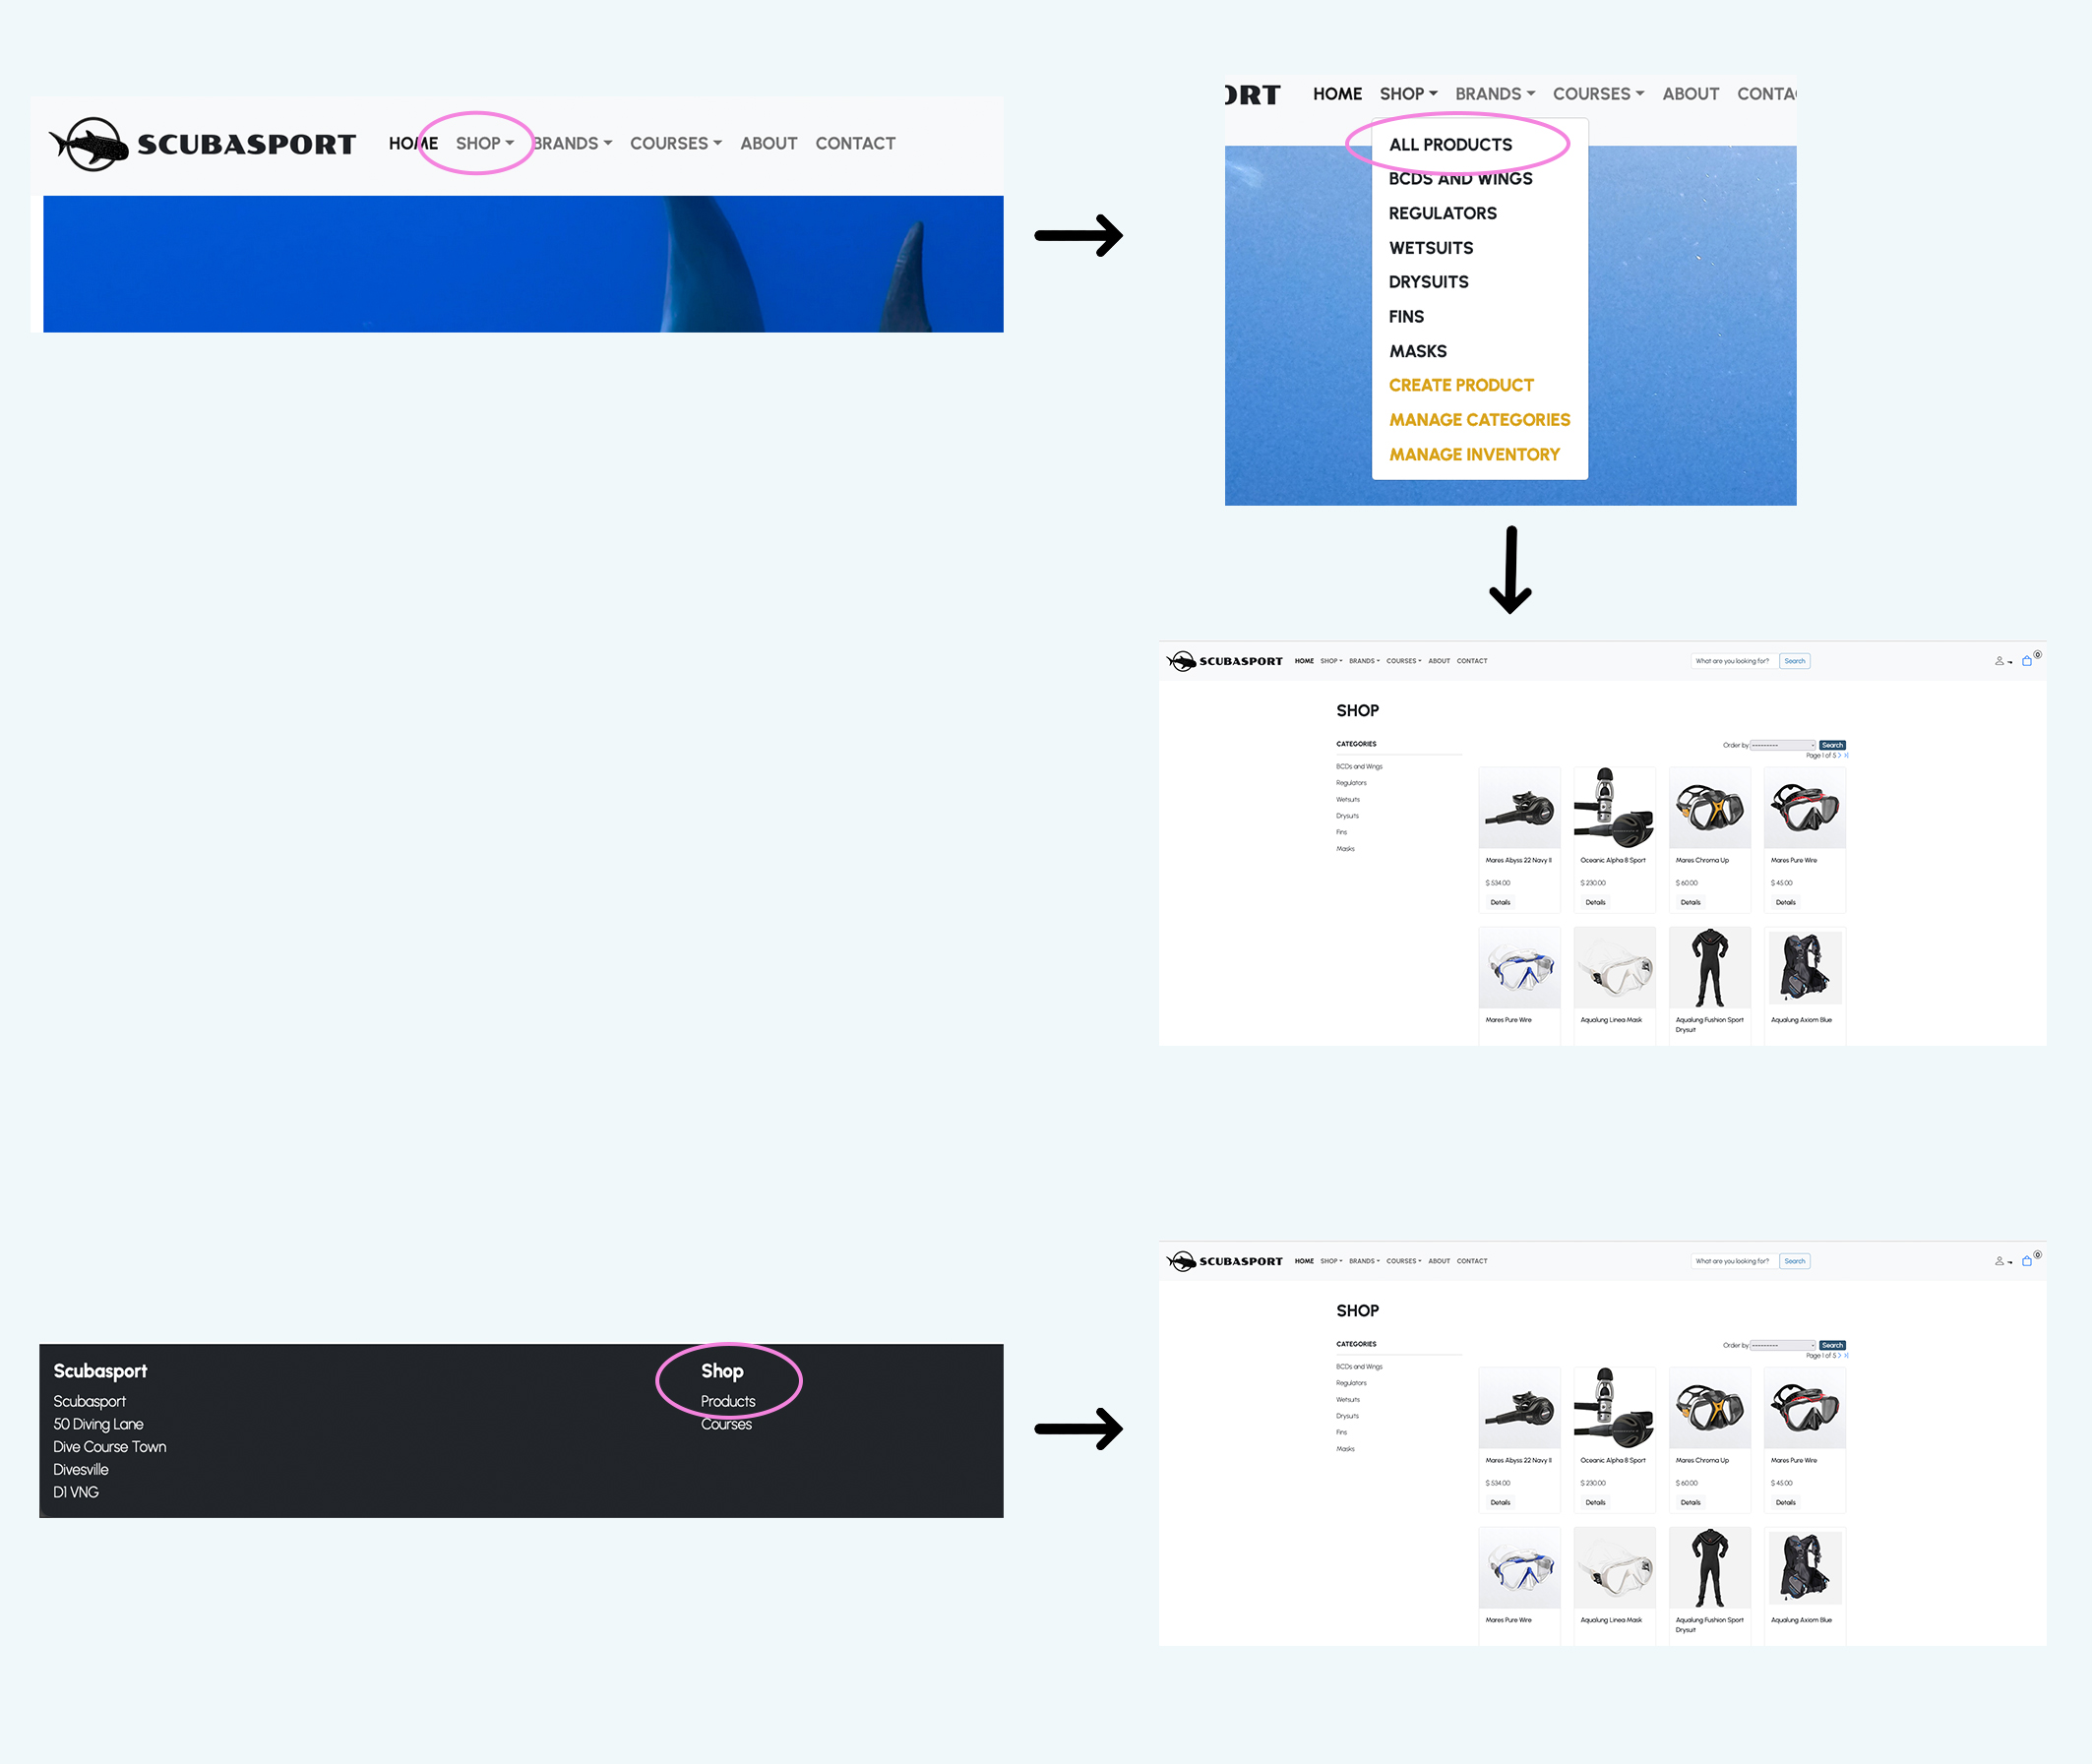 SCUBASPORT HOME SHOP BRANDS COURSES ABOUT CONTACT
ORT HOME SHOP BRANDS COURSES ABOUT CONTA
ALL PRODUCTS
BCDS AND WINGS
REGULATORS
WETSUITS
DRYSUITS
FINS
MASKS
CREATE PRODUCT
MANAGE CATEGORIES
MANAGE INVENTORY
SCUBASPORT HOME SHOP BRANDS COURSES ABOUT CONTACT What are you looking for? Search 0
SHOP
CATEGORIES
BCDs and Wings
Regulators
Wetsuits
Drysuits
Fins
Masks
Order by --------- Search
Page 1 of 5 > >|
Mares Abyss 22 Navy II Oceanic Alpha 8 Sport Mares Chroma Up Mares Pure Wire
$ 534.00 $ 230.00 $ 60.00 $ 45.00
Details Details Details Details
Mares Pure Wire Aqualung Linea Mask Aqualung Fushion Sport Aqualung Axiom Blue
Drysuit
Scubasport
Scubasport
50 Diving Lane
Dive Course Town
Divesville
D1 VNG
Shop
Products
Courses
SCUBASPORT HOME SHOP BRANDS COURSES ABOUT CONTACT What are you looking for? Search 0
SHOP
CATEGORIES
BCDs and Wings
Regulators
Wetsuits
Drysuits
Fins
Masks
Order by --------- Search
Page 1 of 5 > >|
Mares Abyss 22 Navy II Oceanic Alpha 8 Sport Mares Chroma Up Mares Pure Wire
$ 534.00 $ 230.00 $ 60.00 $ 45.00
Details Details Details Details
Mares Pure Wire Aqualung Linea Mask Aqualung Fushion Sport Aqualung Axiom Blue
Drysuit